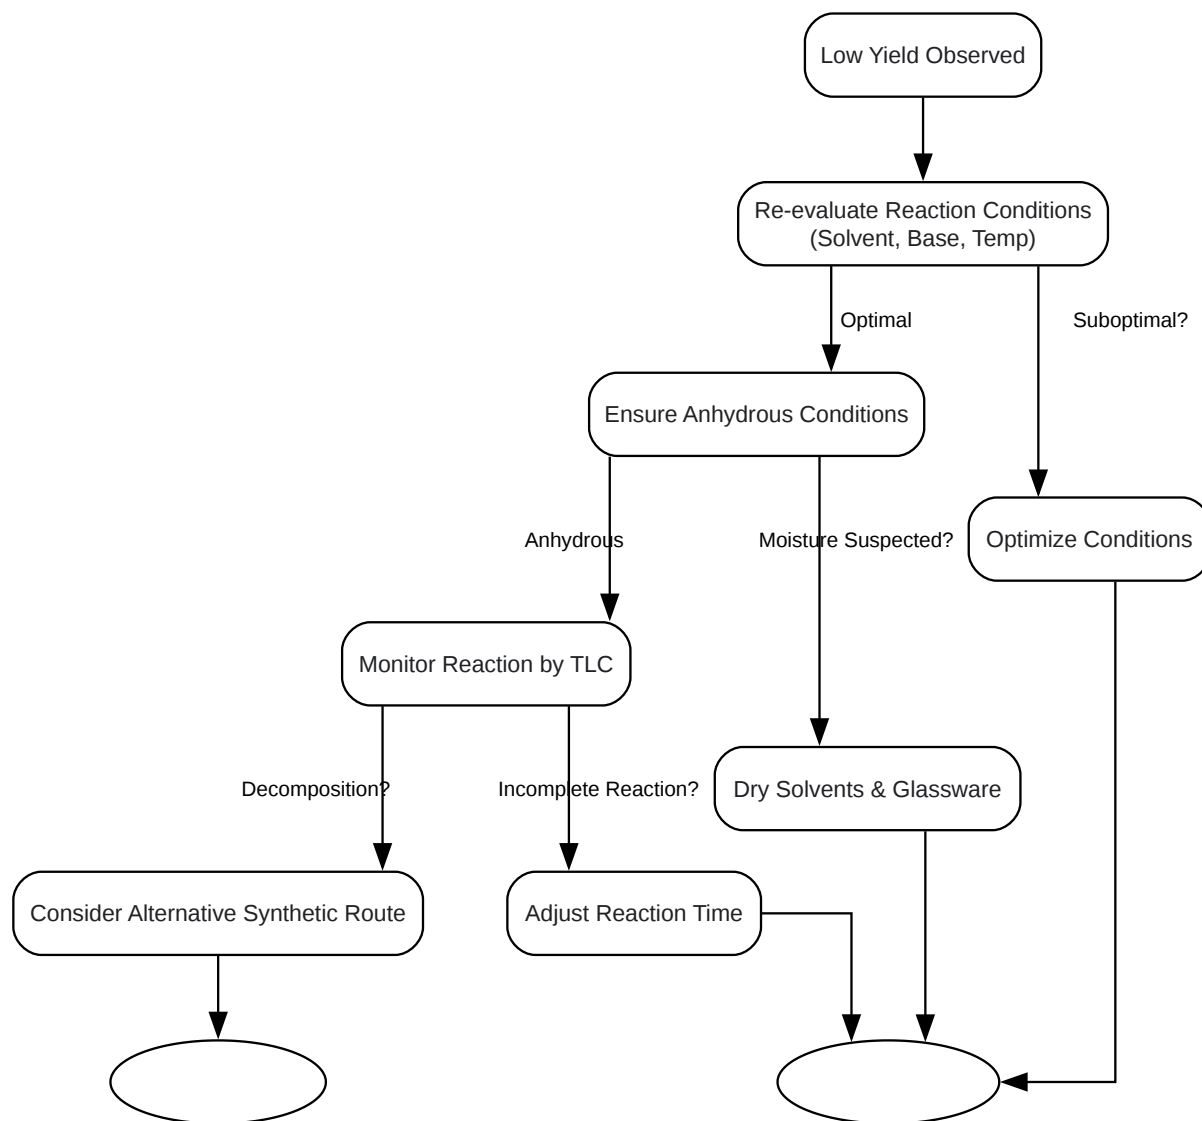 Low Yield Observed
Re-evaluate Reaction Conditions
(Solvent, Base, Temp)
Optimal
Suboptimal?
Ensure Anhydrous Conditions
Anhydrous
Moisture Suspected?
Optimize Conditions
Monitor Reaction by TLC
Decomposition?
Incomplete Reaction?
Dry Solvents & Glassware
Consider Alternative Synthetic Route
Adjust Reaction Time